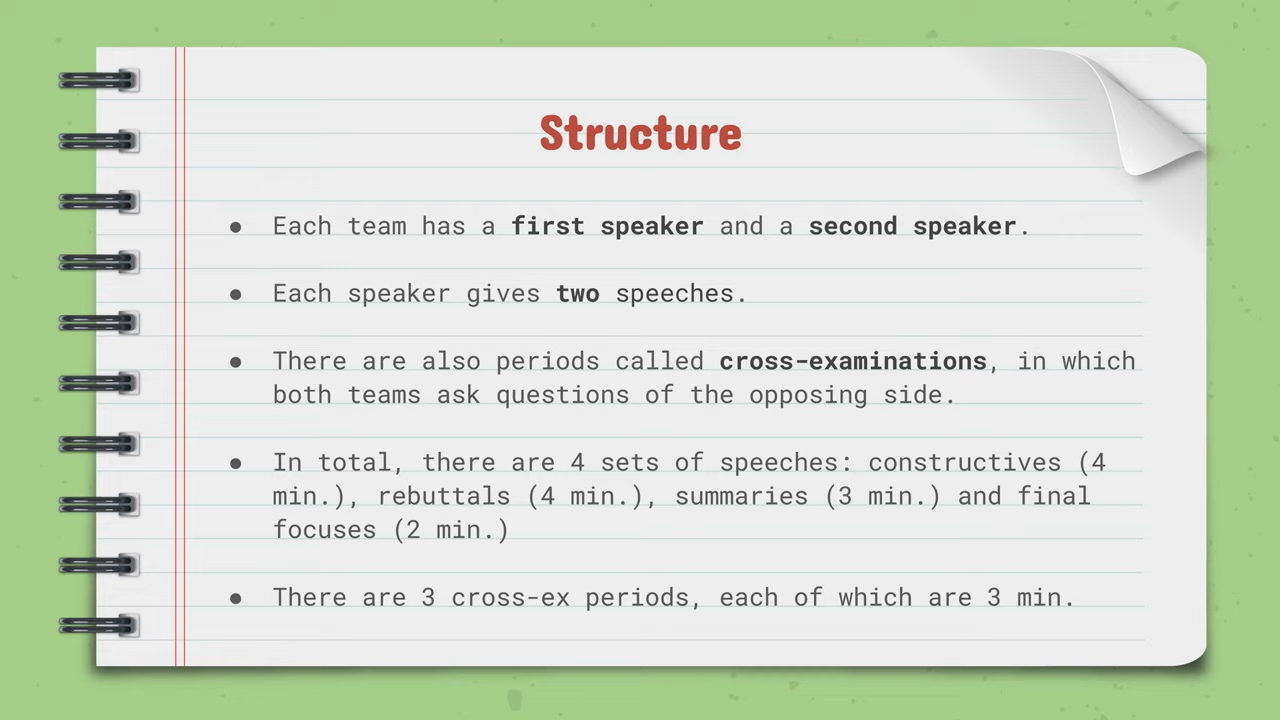 Structure
● Each team has a first speaker and a second speaker.
● Each speaker gives two speeches.
● There are also periods called cross-examinations, in which
both teams ask questions of the opposing side.
● In total, there are 4 sets of speeches: constructives (4
min.), rebuttals (4 min.), summaries (3 min.) and final
focuses (2 min.)
● There are 3 cross-ex periods, each of which are 3 min.